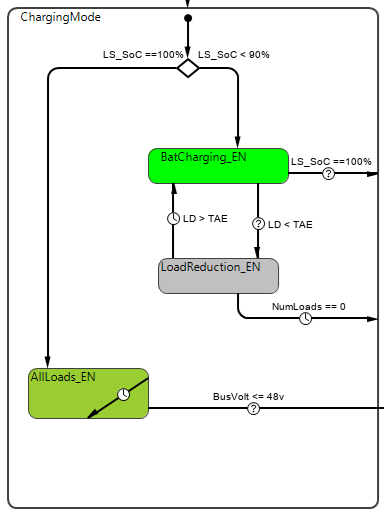 ChargingMode
LS_SoC ==100%
LS_SoC < 90%
BatCharging_EN
LS_SoC ==100%
?
LD > TAE
?
LD < TAE
LoadReduction_EN
NumLoads == 0
AllLoads_EN
BusVolt <= 48v
?